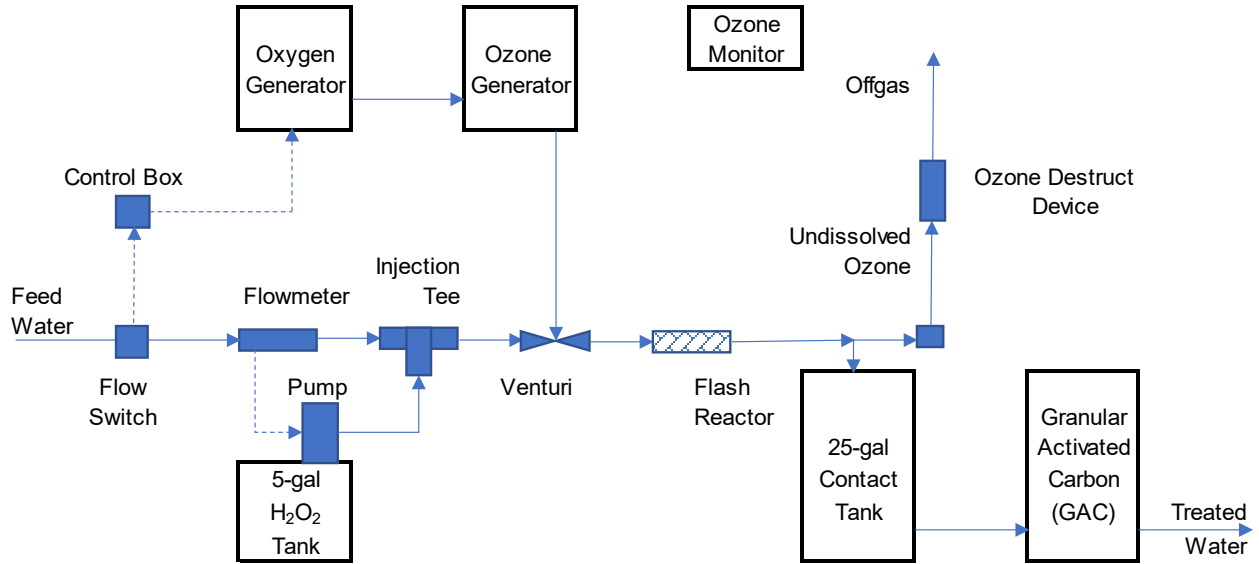 Oxygen
Generator
Ozone
Generator
Ozone
Monitor
Offgas
Control Box
Ozone Destruct
Device
Undissolved
Ozone
Injection
Tee
Feed
Water
Flowmeter
Flow
Switch
Pump
Venturi
Flash
Reactor
5-gal
H₂O₂
Tank
25-gal
Contact
Tank
Granular
Activated
Carbon
(GAC)
Treated
Water